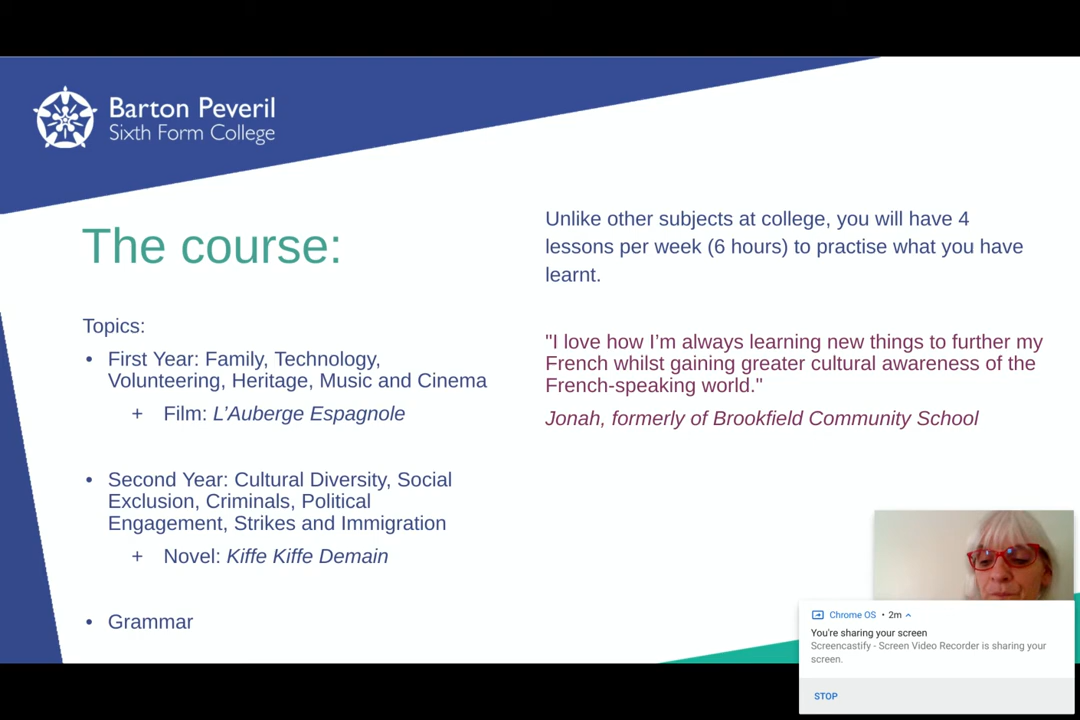 Barton Peveril
Sixth Form College
The course:
Topics:
• First Year: Family, Technology,
Volunteering, Heritage, Music and Cinema
+ Film: L’Auberge Espagnole
• Second Year: Cultural Diversity, Social
Exclusion, Criminals, Political
Engagement, Strikes and Immigration
+ Novel: Kiffe Kiffe Demain
• Grammar
Unlike other subjects at college, you will have 4
lessons per week (6 hours) to practise what you have
learnt.
"I love how I’m always learning new things to further my
French whilst gaining greater cultural awareness of the
French-speaking world."
Jonah, formerly of Brookfield Community School
Chrome OS • 2m
You're sharing your screen
Screencastify - Screen Video Recorder is sharing your
screen.
STOP